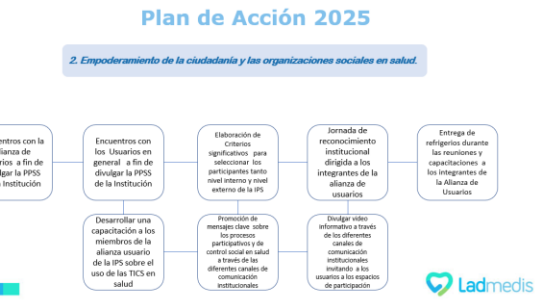 Plan de Acción 2025
2. Empoderamiento de la ciudadanía y las organizaciones sociales en salud.
con la
de
a fin de
la PPSS
Institución
Encuentros con
los Usuarios en
general a fin de
divulgar la PPSS
de la Institución
Elaboración de
Criterios
significativos para
seleccionar los
participantes tanto
nivel interno y nivel
externo de la IPS
Jornada de
reconocimiento
institucional
dirigida a los
integrantes de la
alianza de
usuarios
Entrega de
refrigerios durante
las reuniones y
capacitaciones a
los integrantes de
la Alianza de
Usuarios
Desarrollar una
capacitación a los
miembros de la
alianza usuario
de la IPS sobre el
uso de las TICS en
salud
Promoción de
mensajes clave sobre
los procesos
participativos y de
control social en salud
a través de las
diferentes canales de
comunicación
institucionales
Divulgar video
Informativo a través
de los diferentes
canales de
comunicación
institucionales
invitando a los
usuarios a los espacios
de participación
Ladmedis